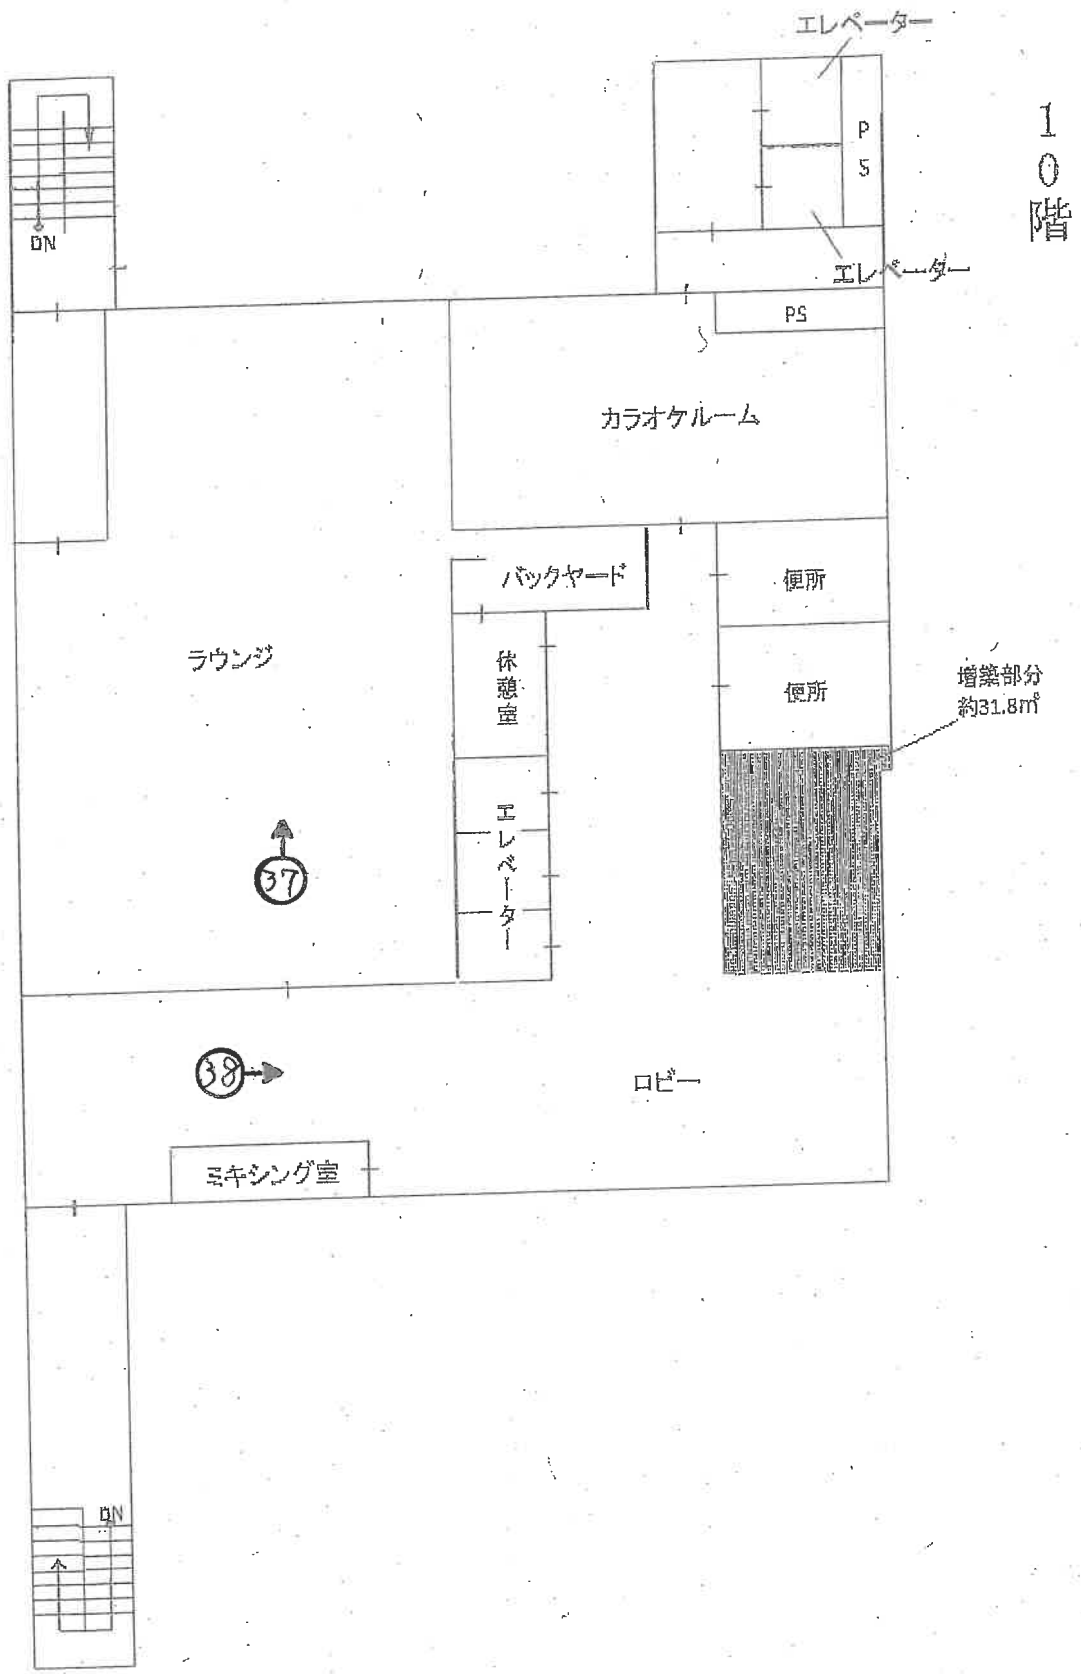 エレベーター
10階
PS
DN
エレベーター
PS
カラオケルーム
バックヤード
便所
ラウンジ
休憩室
便所
増築部分
約31.8㎡
エレベーター
37
38
ロビー
ミキシング室
DN